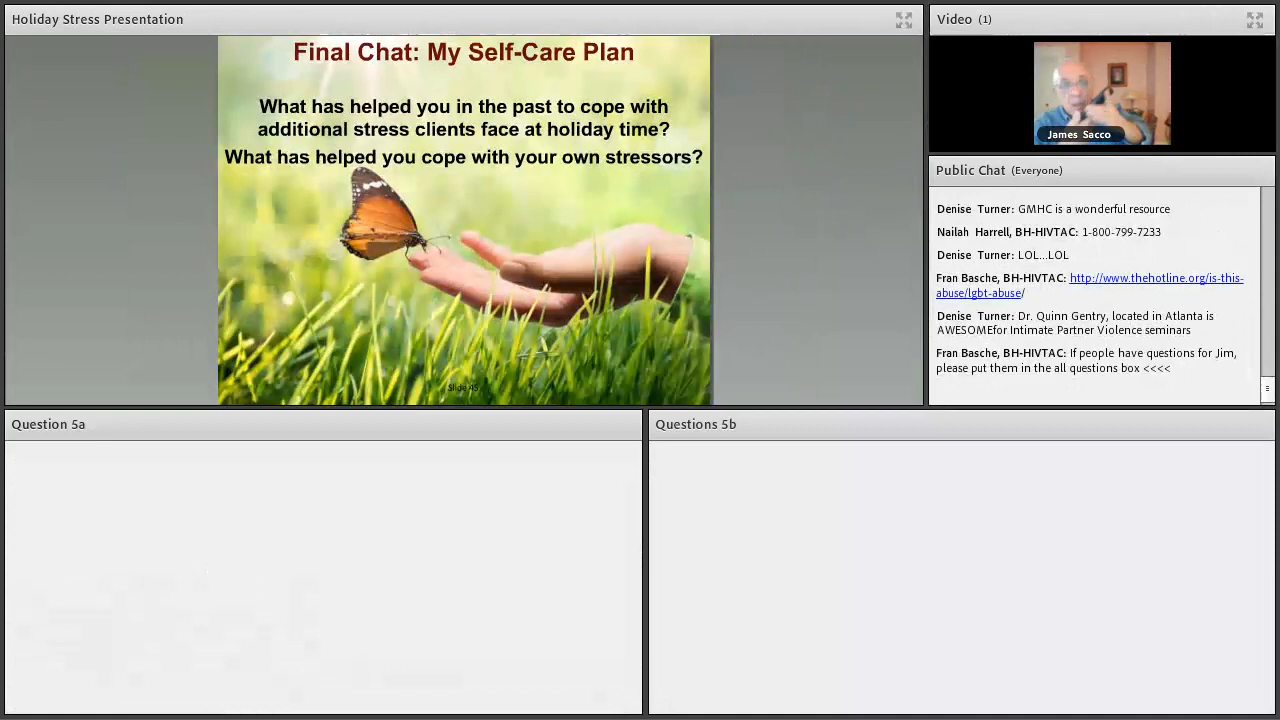 Holiday Stress Presentation
Final Chat: My Self-Care Plan
What has helped you in the past to cope with
additional stress clients face at holiday time?
What has helped you cope with your own stressors?
Slide 45
Video (1)
James Sacco
Public Chat (Everyone)
Denise Turner: GMHC is a wonderful resource
Nailah Harrell, BH-HIVTAC: 1-800-799-7233
Denise Turner: LOL...LOL
Fran Basche, BH-HIVTAC: http://www.thehotline.org/is-this-
abuse/lgbt-abuse/
Denise Turner: Dr. Quinn Gentry, located in Atlanta is
AWESOMEfor Intimate Partner Violence seminars
Fran Basche, BH-HIVTAC: If people have questions for Jim,
please put them in the all questions box <<<<
Question 5a
Questions 5b